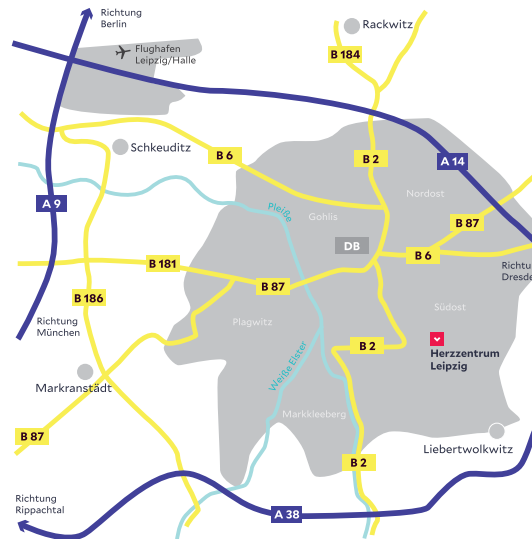 Richtung
Berlin
Rackwitz
Flughafen
Leipzig/Halle
B 184
Schkeuditz
B 6
B 2
A 14
Nordost
A 9
Pleiße
Gohlis
B 87
DB
B 6
B 181
Richtu
Dresde
B 87
B 186
Südost
Plagwitz
Richtung
München
B 2
Herzzentrum
Leipzig
Weiße Elster
Markranstädt
Markkleeberg
B 87
Liebertwolkwitz
B 2
Richtung
Rippachtal
A 38